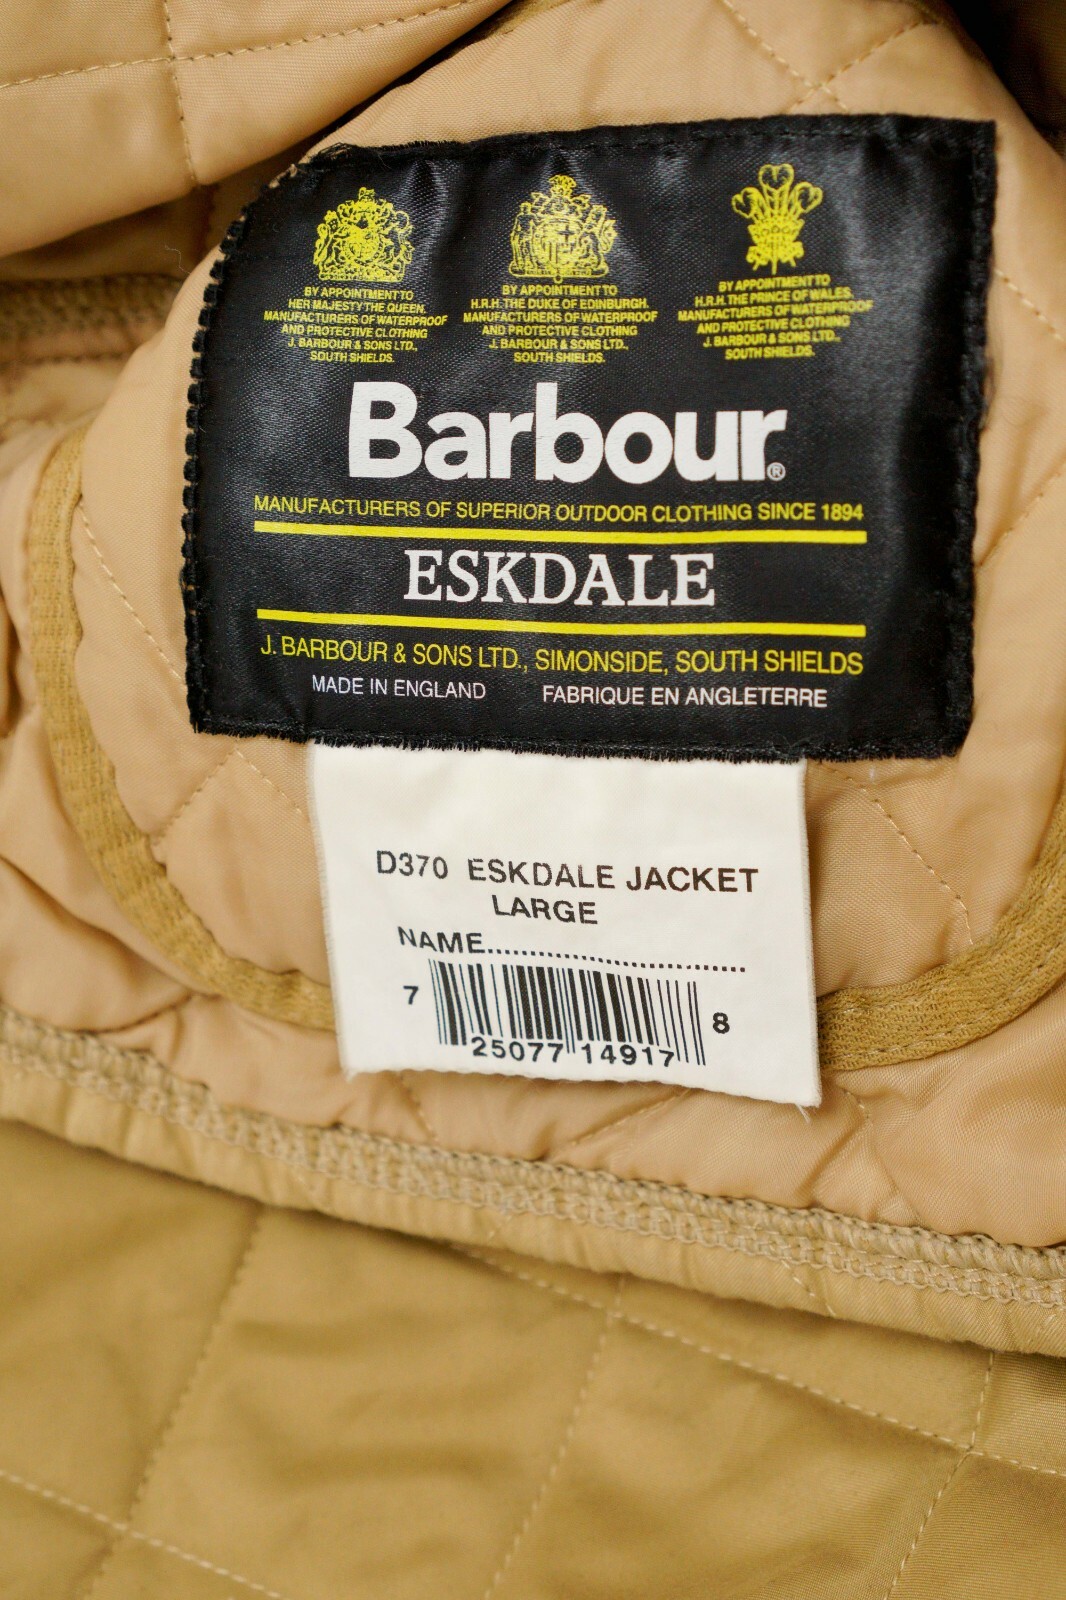 BY APPOINTMENT TO
HER MAJESTY THE QUEEN.
MANUFACTURERS OF WATERPROOF
AND PROTECTIVE CLOTHING
J. BARBOUR & SONS LTD.,
SOUTH SHIELDS.
BY APPOINTMENT TO
H.R.H. THE DUKE OF EDINBURGH.
MANUFACTURERS OF WATERPROOF
AND PROTECTIVE CLOTHING
J. BARBOUR & SONS LTD.,
SOUTH SHIELDS.
BY APPOINTMENT TO
H.R.H. THE PRINCE OF WALES.
MANUFACTURERS OF WATERPROOF
AND PROTECTIVE CLOTHING
J. BARBOUR & SONS LTD.,
SOUTH SHIELDS.
Barbour®
MANUFACTURERS OF SUPERIOR OUTDOOR CLOTHING SINCE 1894
ESKDALE
J. BARBOUR & SONS LTD., SIMONSIDE, SOUTH SHIELDS
MADE IN ENGLAND FABRIQUE EN ANGLETERRE
D370 ESKDALE JACKET
LARGE
NAME..............................
7 25077 14917 8